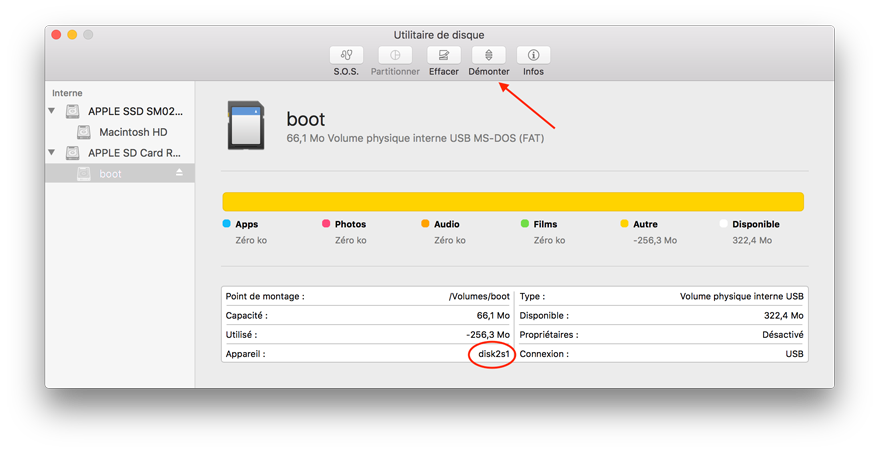 Utilitaire de disque
S.O.S. Partitionner Effacer Démonter Infos
Interne
APPLE SSD SM02...
Macintosh HD
APPLE SD Card R...
boot
boot
66,1 Mo Volume physique interne USB MS-DOS (FAT)
Apps Photos Audio Films Autre Disponible
Zéro ko Zéro ko Zéro ko Zéro ko -256,3 Mo 322,4 Mo
Point de montage : /Volumes/boot Type : Volume physique interne USB
Capacité : 66,1 Mo Disponible : 322,4 Mo
Utilisé : -256,3 Mo Propriétaires : Désactivé
Appareil : disk2s1 Connexion : USB